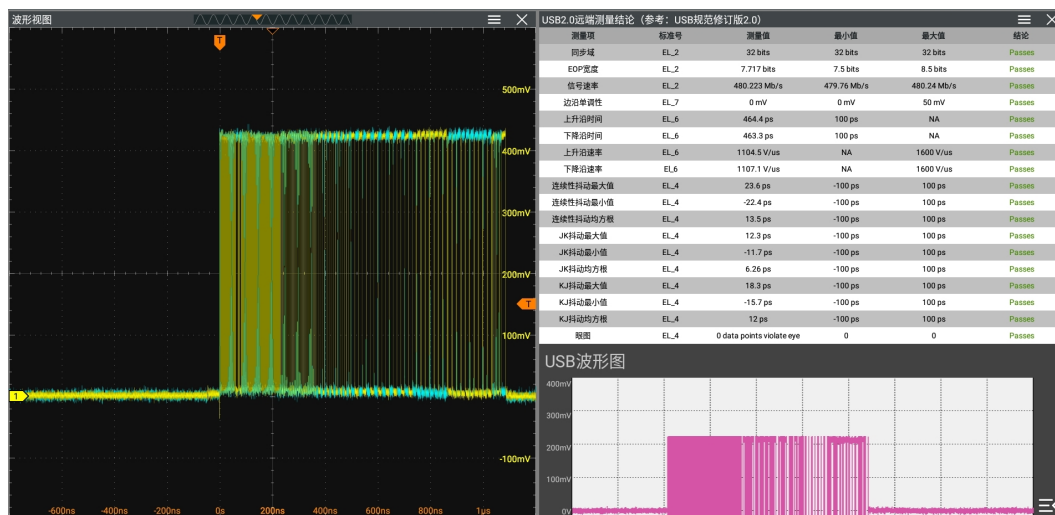 波形视图
T
500mV
400mV
300mV
200mV
T
100mV
1
-100mV
-600ns -400ns -200ns 0s 200ns 400ns 600ns 800ns 1μs
USB2.0远端测量结论（参考：USB规范修订版2.0）
测量项 标准号 测量值 最小值 最大值 结论
同步域 EL_2 32 bits 32 bits 32 bits Passes
EOP宽度 EL_2 7.717 bits 7.5 bits 8.5 bits Passes
信号速率 EL_2 480.223 Mb/s 479.76 Mb/s 480.24 Mb/s Passes
边沿单调性 EL_7 0 mV 0 mV 50 mV Passes
上升沿时间 EL_6 464.4 ps 100 ps NA Passes
下降沿时间 EL_6 463.3 ps 100 ps NA Passes
上升沿速率 EL_6 1104.5 V/us NA 1600 V/us Passes
下降沿速率 El_6 1107.1 V/us NA 1600 V/us Passes
连续性抖动最大值 EL_4 23.6 ps -100 ps 100 ps Passes
连续性抖动最小值 EL_4 -22.4 ps -100 ps 100 ps Passes
连续性抖动均方根 EL_4 13.5 ps -100 ps 100 ps Passes
JK抖动最大值 EL_4 12.3 ps -100 ps 100 ps Passes
JK抖动最小值 EL_4 -11.7 ps -100 ps 100 ps Passes
JK抖动均方根 EL_4 6.26 ps -100 ps 100 ps Passes
KJ抖动最大值 EL_4 18.3 ps -100 ps 100 ps Passes
KJ抖动最小值 EL_4 -15.7 ps -100 ps 100 ps Passes
KJ抖动均方根 EL_4 12 ps -100 ps 100 ps Passes
眼图 EL_4 0 data points violate eye 0 0 Passes
USB波形图
400mV
300mV
200mV
100mV
0V